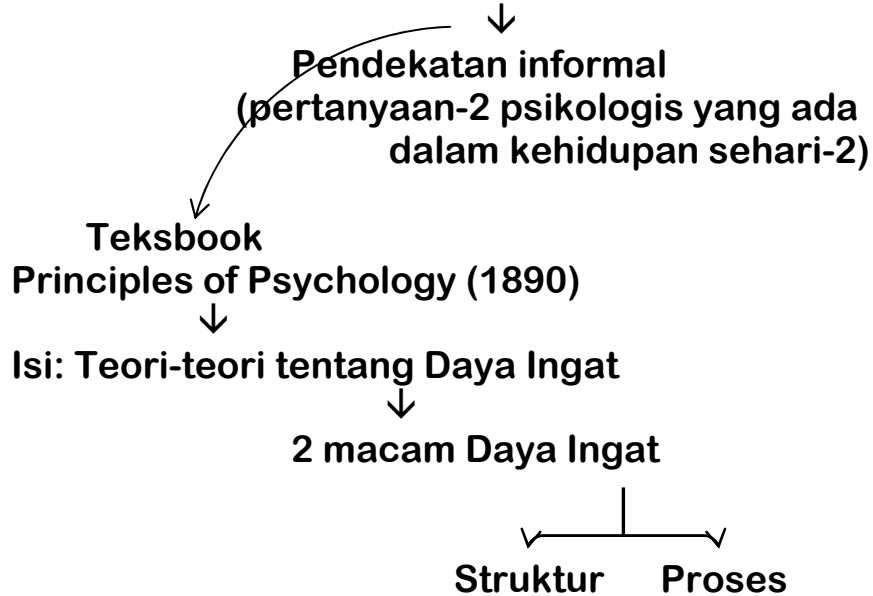 Pendekatan informal
(pertanyaan-2 psikologis yang ada
dalam kehidupan sehari-2)
Teksbook
Principles of Psychology (1890)
Isi: Teori-teori tentang Daya Ingat
2 macam Daya Ingat
Struktur Proses